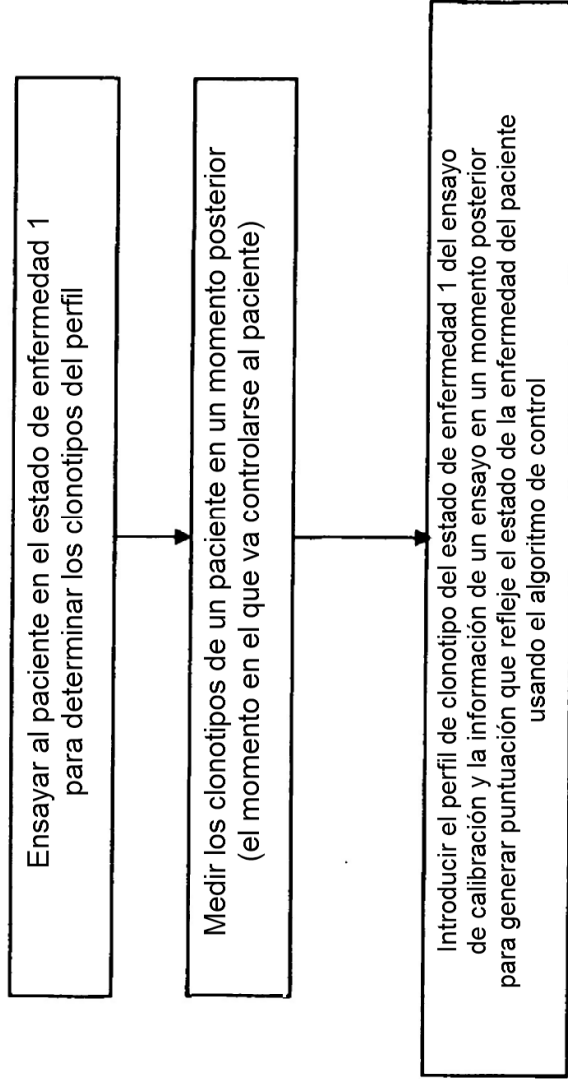 Ensayar al paciente en el estado de enfermedad 1
para determinar los clonotipos del perfil
Medir los clonotipos de un paciente en un momento posterior
(el momento en el que va controlarse al paciente)
Introducir el perfil de clonotipo del estado de enfermedad 1 del ensayo
de calibración y la información de un ensayo en un momento posterior
para generar puntuación que refleje el estado de la enfermedad del paciente
usando el algoritmo de control